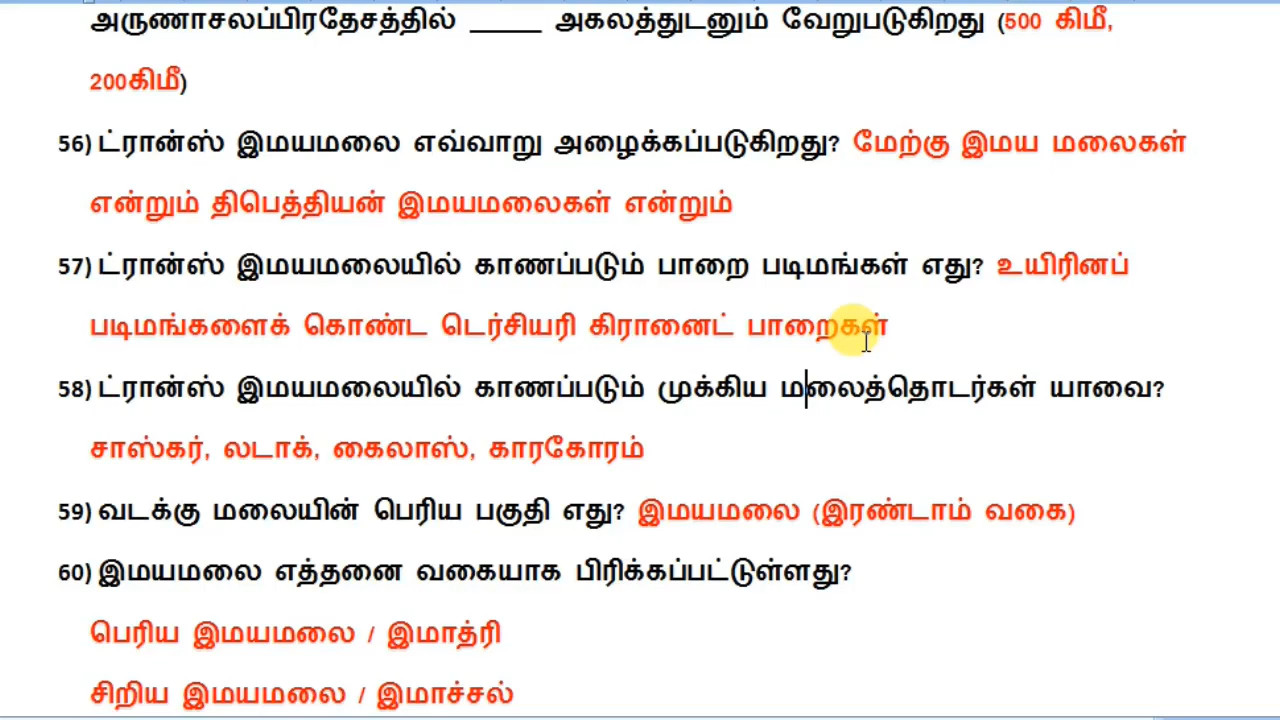 அருணாசலப்பிரதேசத்தில் _____ அகலத்துடனும் வேறுபடுகிறது (500 கிமீ,
200கிமீ)
56) ட்ரான்ஸ் இமயமலை எவ்வாறு அழைக்கப்படுகிறது? மேற்கு இமய மலைகள்
என்றும் திபெத்தியன் இமயமலைகள் என்றும்
57) ட்ரான்ஸ் இமயமலையில் காணப்படும் பாறை படிமங்கள் எது? உயிரினப்
படிமங்களைக் கொண்ட டெர்சியரி கிரானைட் பாறைகள்
58) ட்ரான்ஸ் இமயமலையில் காணப்படும் முக்கிய மலைத்தொடர்கள் யாவை?
சாஸ்கர், லடாக், கைலாஸ், காரகோரம்
59) வடக்கு மலையின் பெரிய பகுதி எது? இமயமலை (இரண்டாம் வகை)
60) இமயமலை எத்தனை வகையாக பிரிக்கப்பட்டுள்ளது?
பெரிய இமயமலை / இமாத்ரி
சிறிய இமயமலை / இமாச்சல்